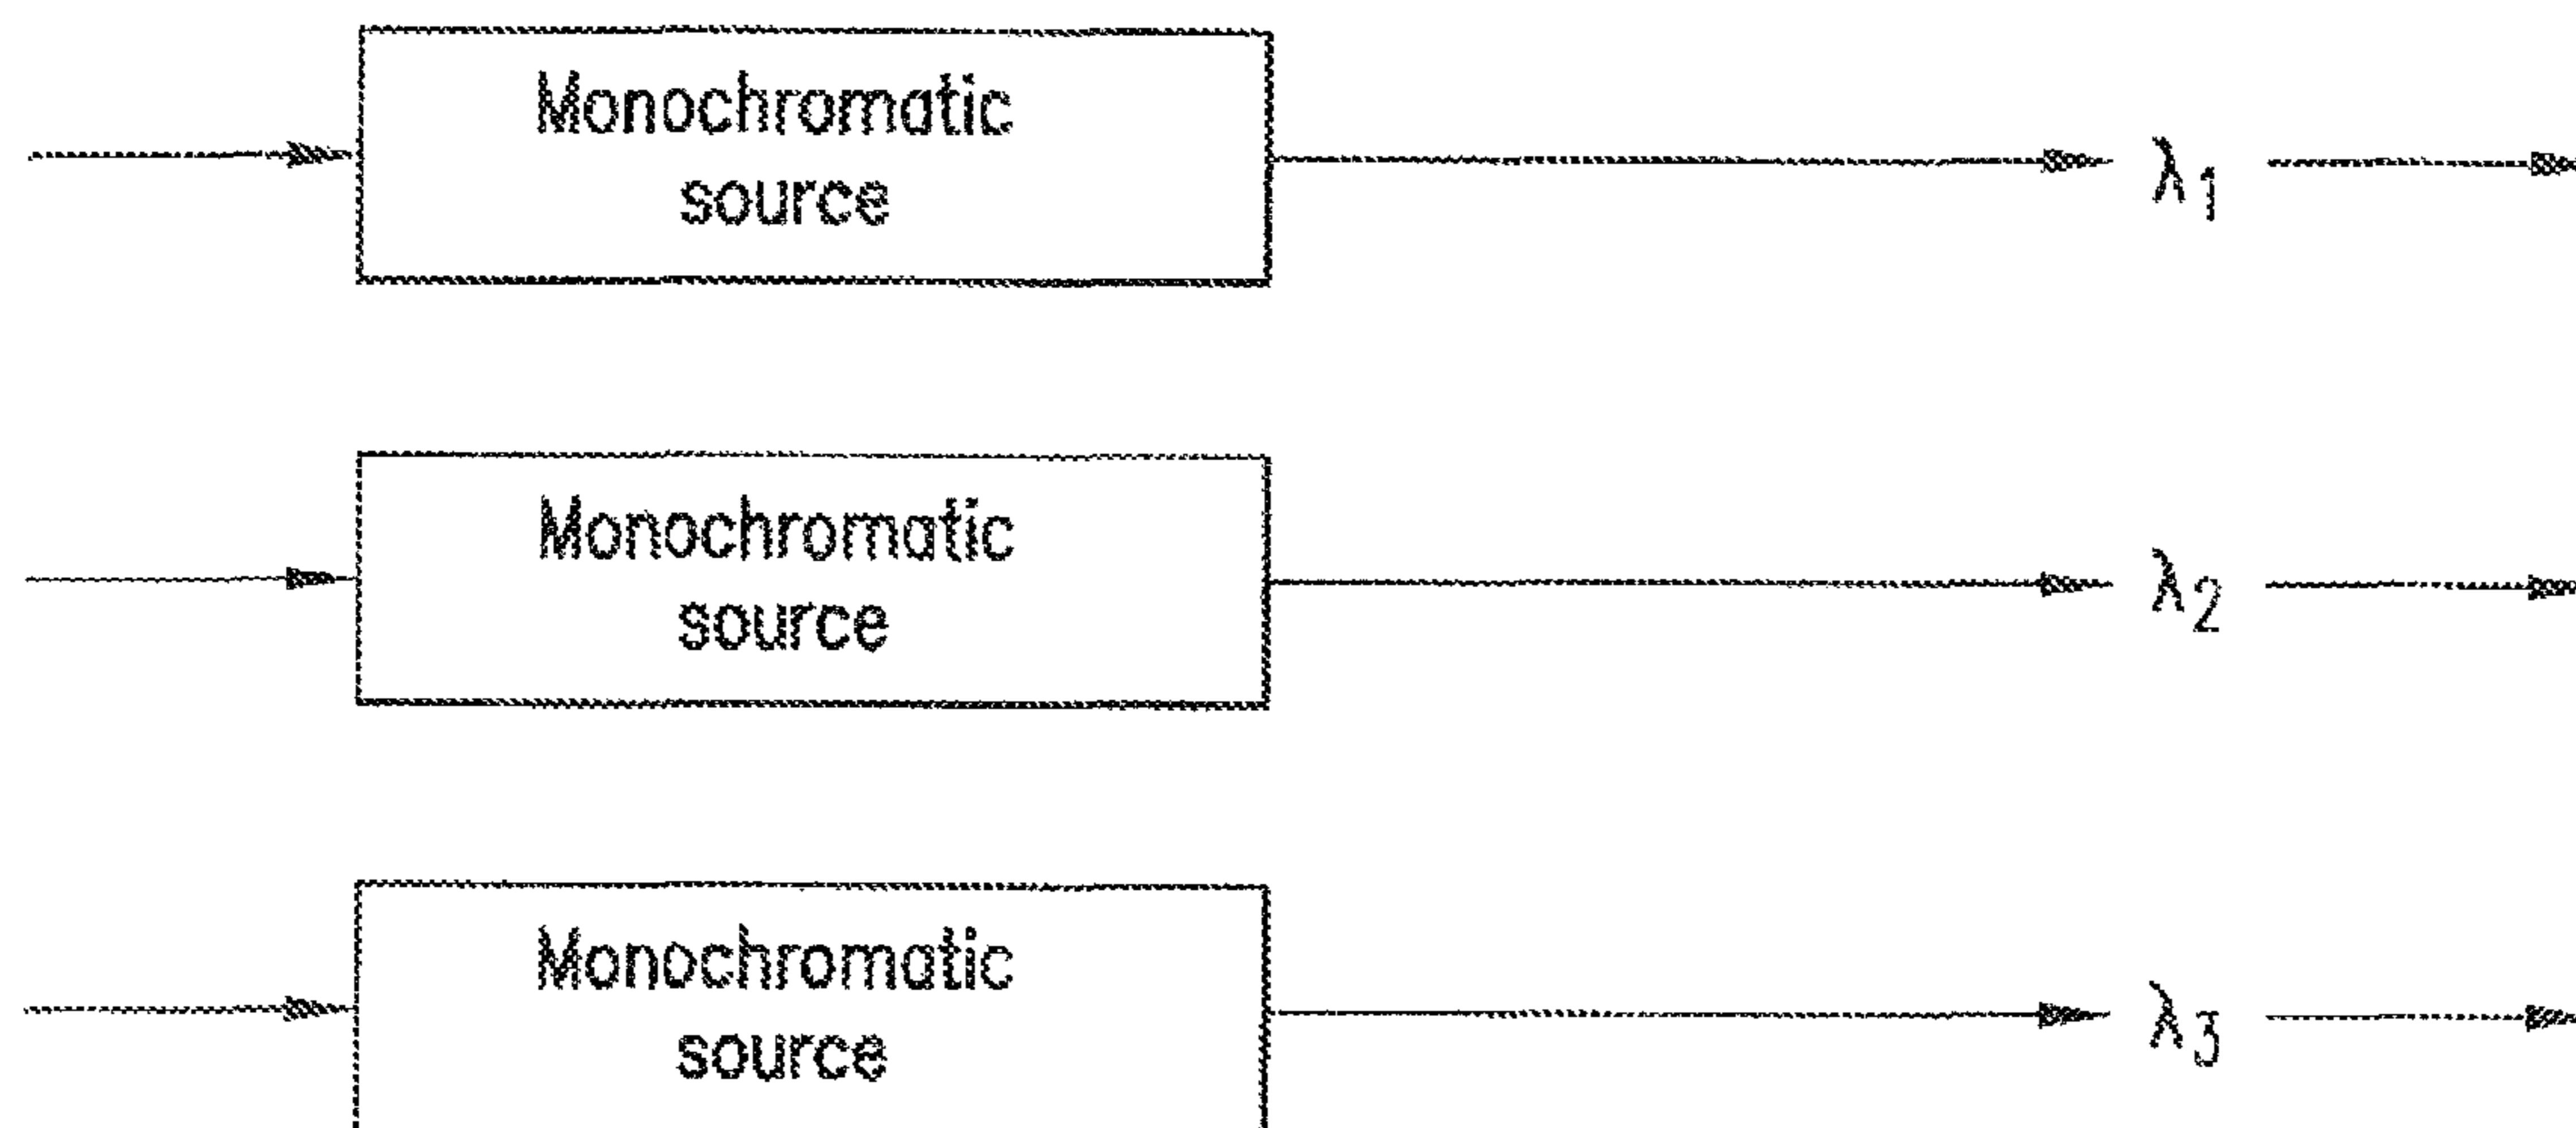 Monochromatic
source
λ1
Monochromatic
source
λ2
Monochromatic
source
λ3